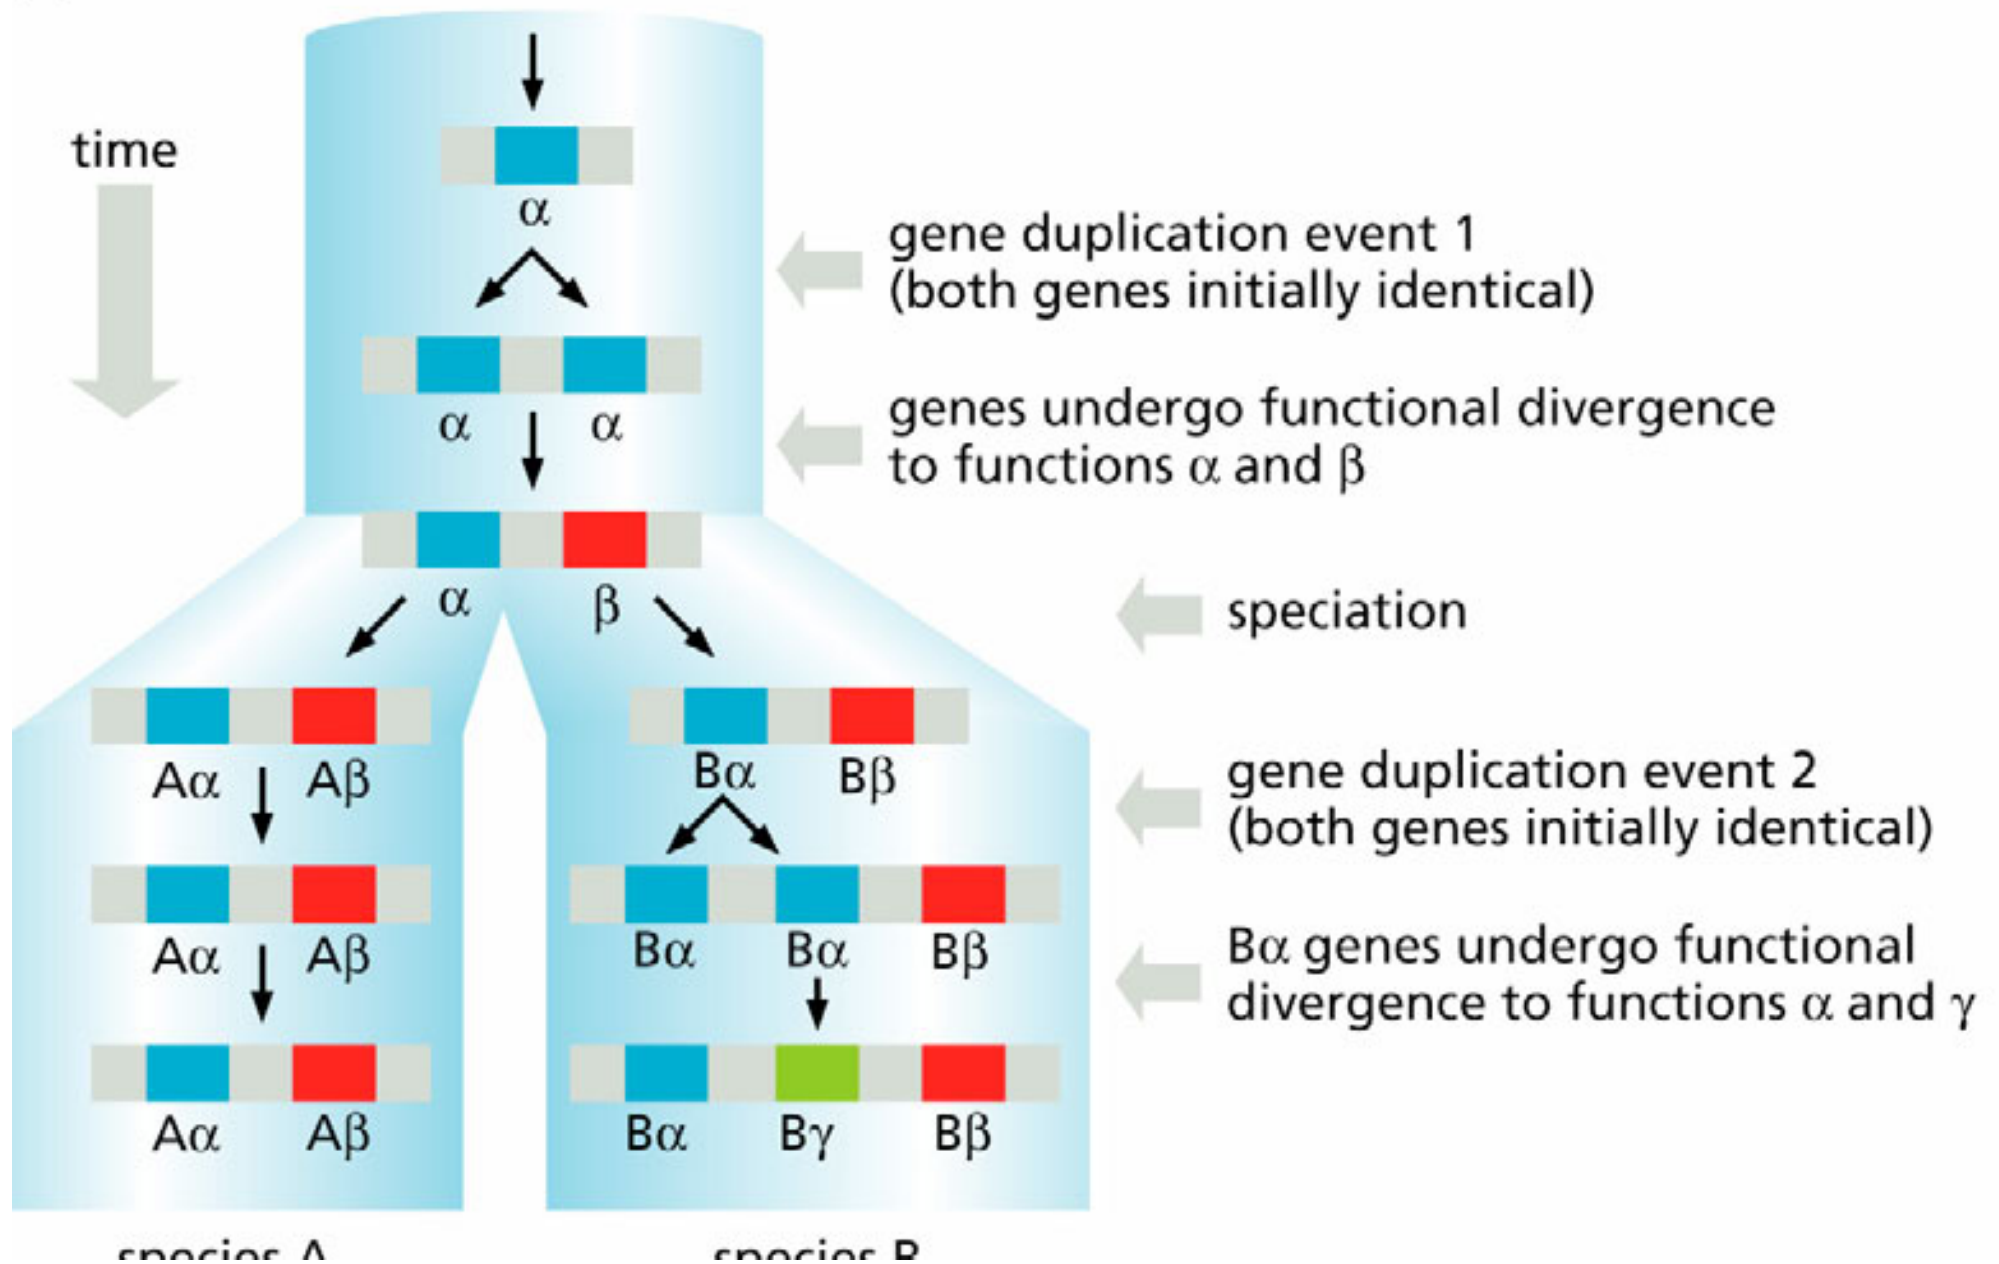 time
α
gene duplication event 1
(both genes initially identical)
α α
genes undergo functional divergence
to functions α and β
α β
speciation
Aα Aβ
Bα Bβ
gene duplication event 2
(both genes initially identical)
Aα Aβ
Bα Bα Bβ
Bα genes undergo functional
divergence to functions α and γ
Aα Aβ
Bα Bγ Bβ
species A
species B